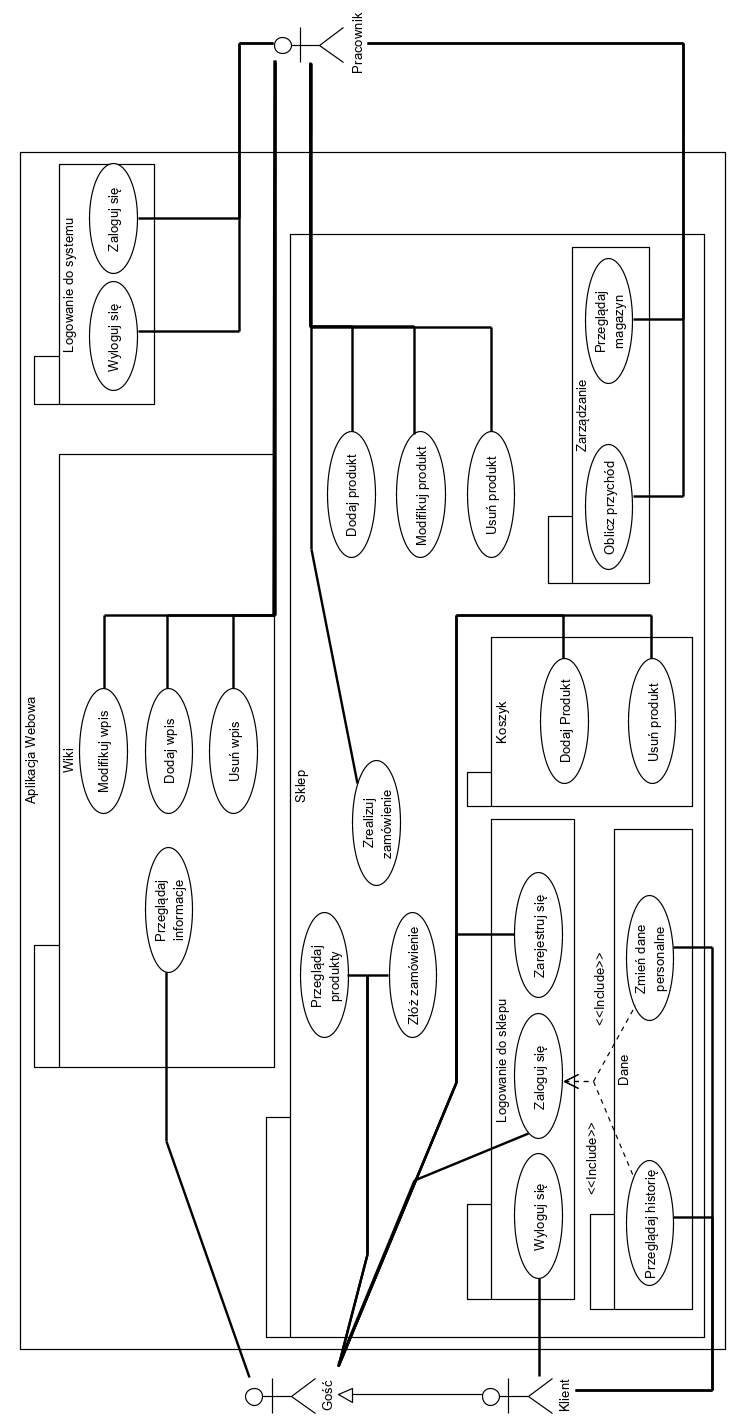 Aplikacja Webowa
Wiki
Przeglądaj
informacje
Modifikuj wpis
Dodaj wpis
Usuń wpis
Logowanie do systemu
Wyloguj się
Zaloguj się
Pracownik
Gość
Klient
Sklep
Przeglądaj
produkty
Złóż zamówienie
Zrealizuj
zamówienie
Dodaj produkt
Modifikuj produkt
Usuń produkt
Logowanie do sklepu
Wyloguj się
Zaloguj się
Zarejestruj się
Koszyk
Dodaj Produkt
Usuń produkt
Zarządzanie
Oblicz przychód
Przeglądaj
magazyn
<<Include>>
<<Include>>
Dane
Przeglądaj historię
Zmień dane
personalne